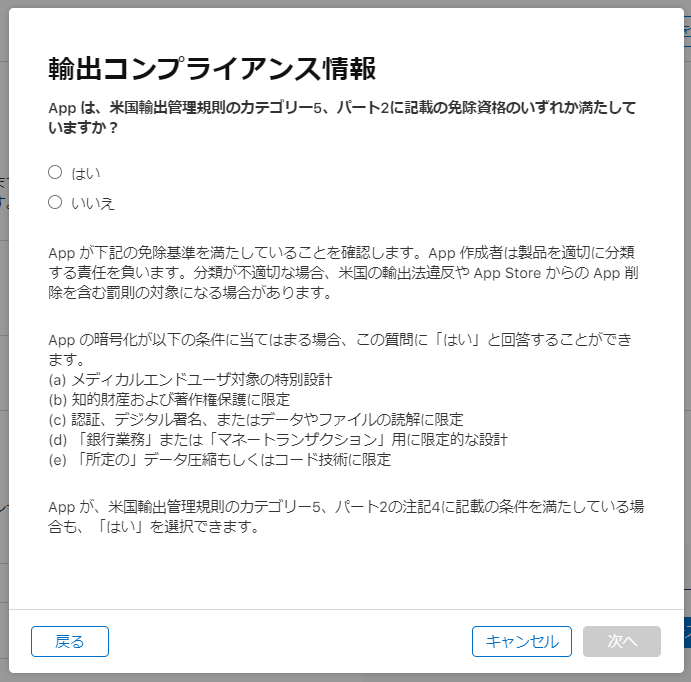 輸出コンプライアンス情報
App は、米国輸出管理規則のカテゴリー5、パート2に記載の免除資格のいずれか満たして
いますか？
はい
いいえ
App が下記の免除基準を満たしていることを確認します。App 作成者は製品を適切に分類
する責任を負います。分類が不適切な場合、米国の輸出法違反や App Store からの App 削
除を含む罰則の対象になる場合があります。
App の暗号化が以下の条件に当てはまる場合、この質問に「はい」と回答することができ
ます。
(a) メディカルエンドユーザ対象の特別設計
(b) 知的財産および著作権保護に限定
(c) 認証、デジタル署名、またはデータやファイルの読解に限定
(d) 「銀行業務」または「マネートランザクション」用に限定的な設計
(e) 「所定の」データ圧縮もしくはコード技術に限定
App が、米国輸出管理規則のカテゴリー5、パート2の注記4に記載の条件を満たしている場
合も、「はい」を選択できます。
戻る
キャンセル
次へ